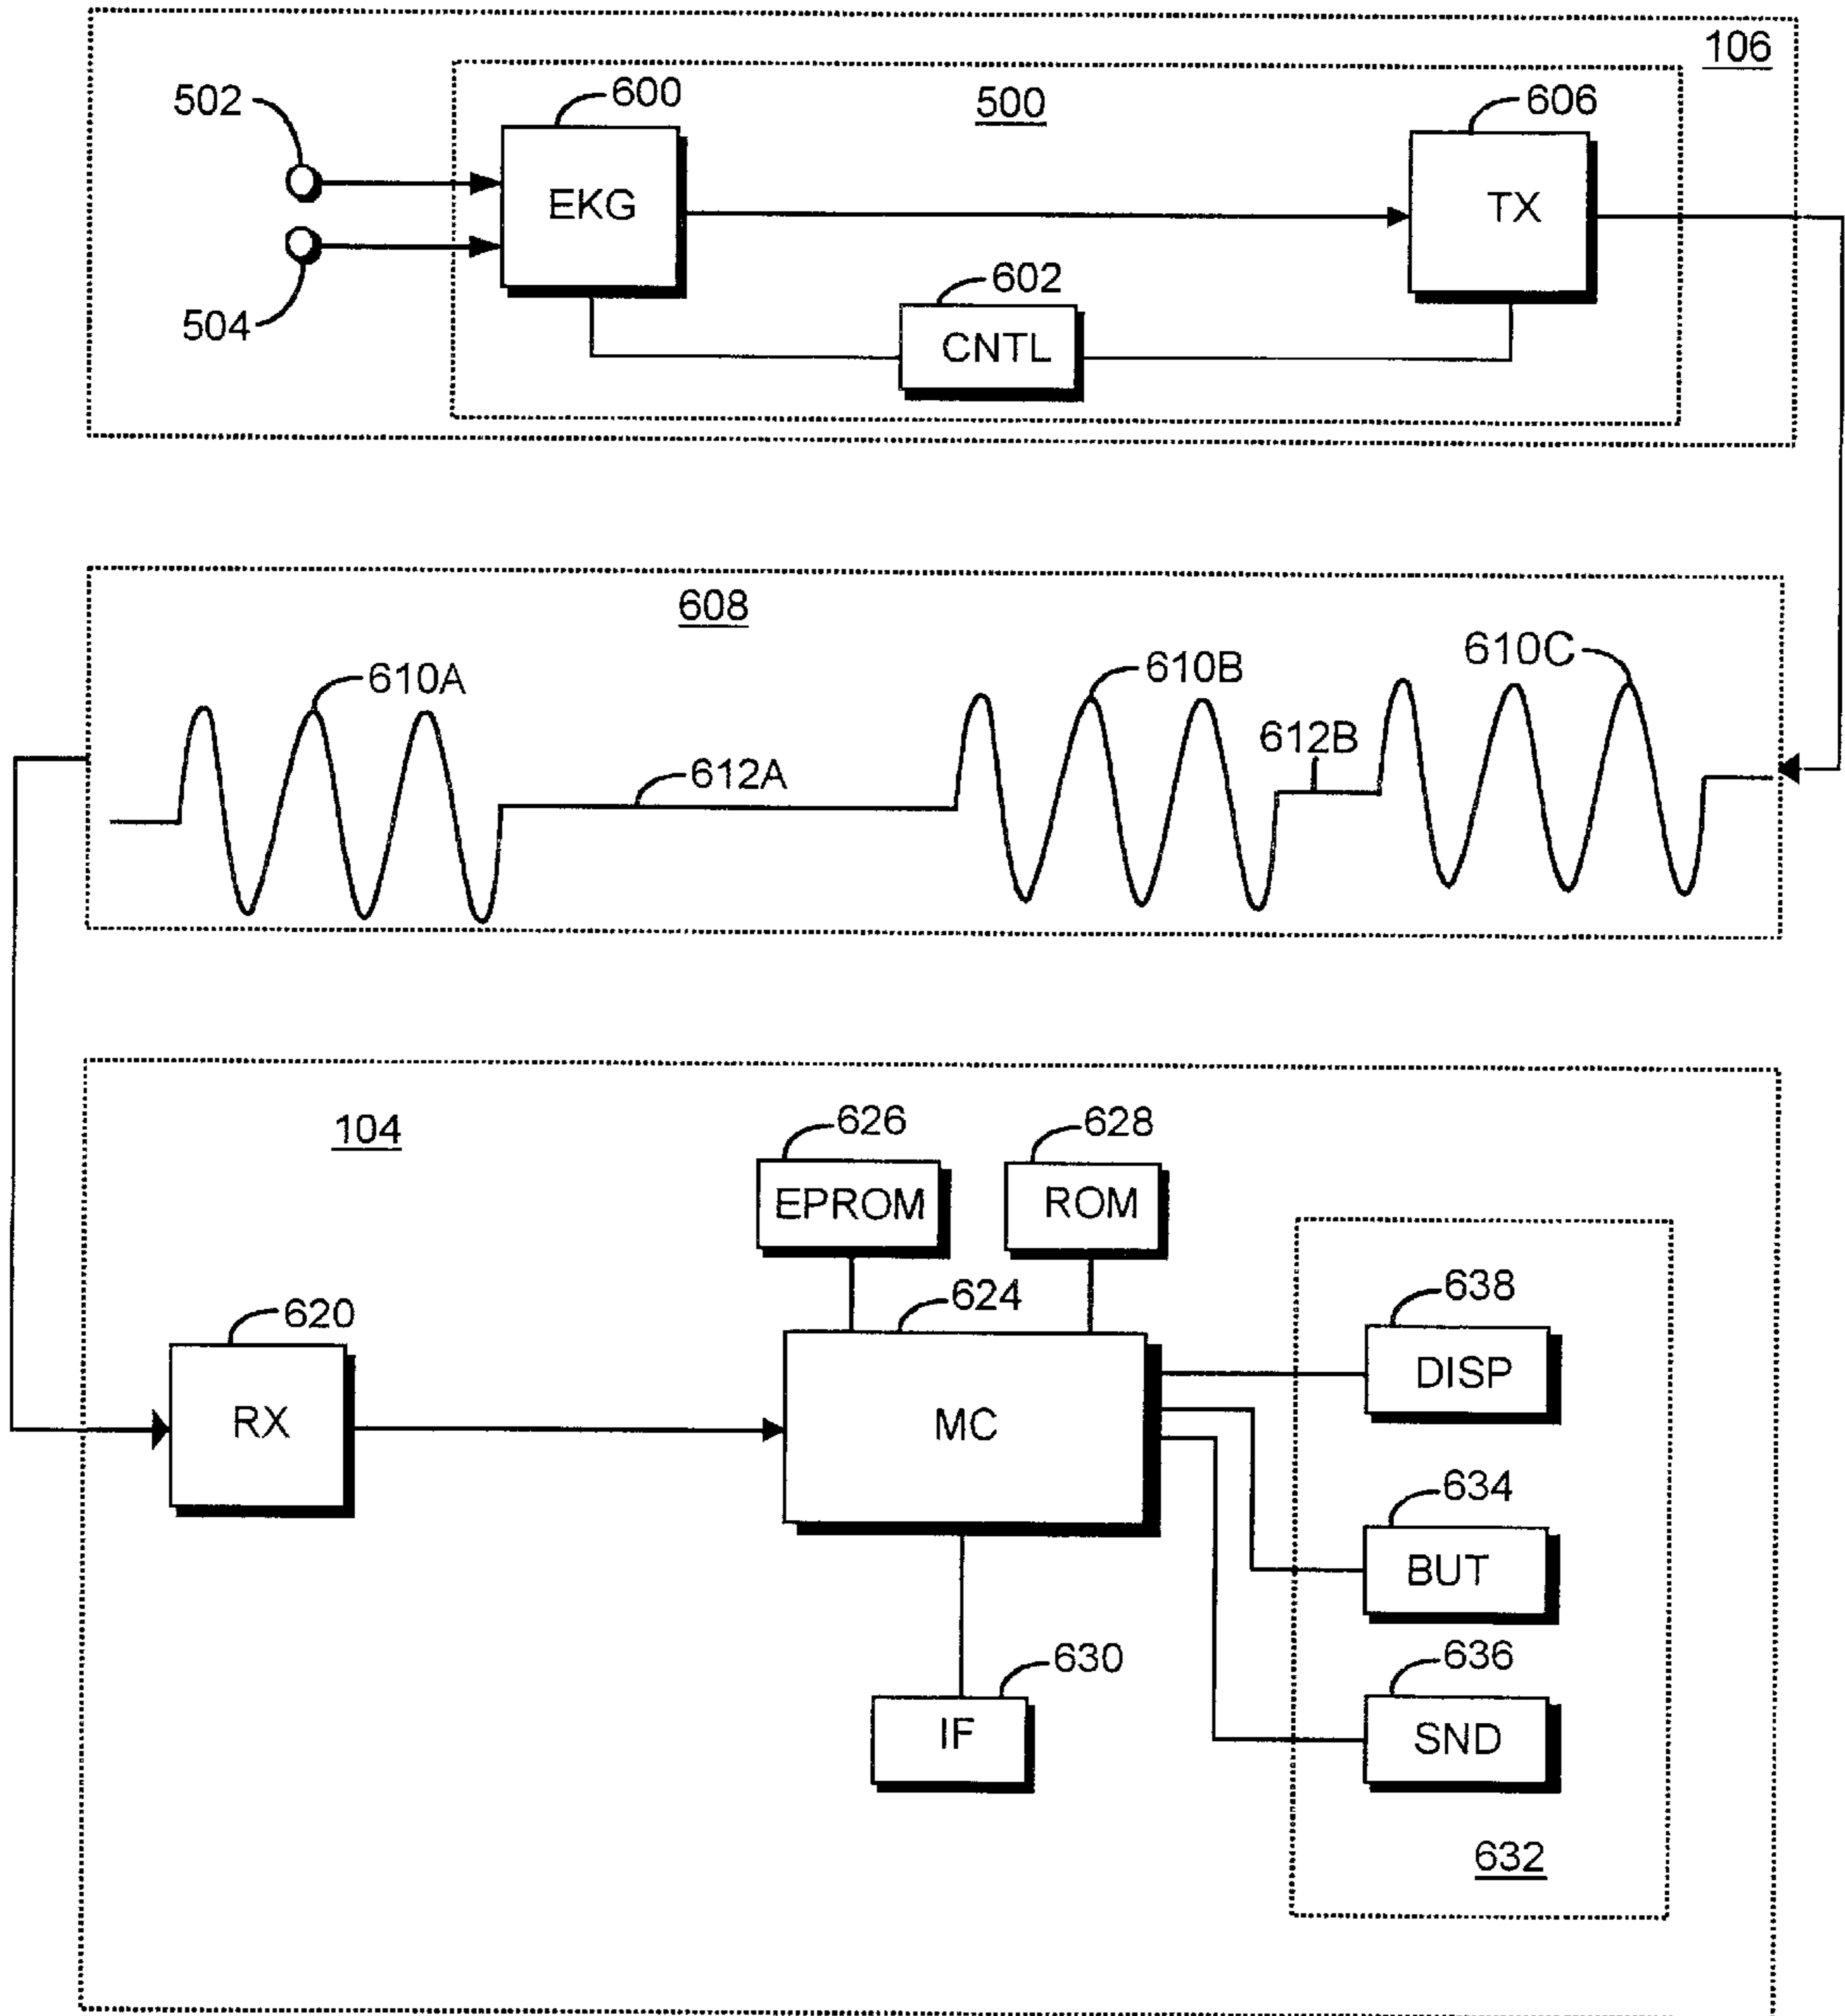 106
502
600
500
606
EKG
TX
504
602
CNTL
608
610A
610B
610C
612A
612B
104
626
628
EPROM
ROM
620
624
638
RX
MC
DISP
634
BUT
630
636
IF
SND
632